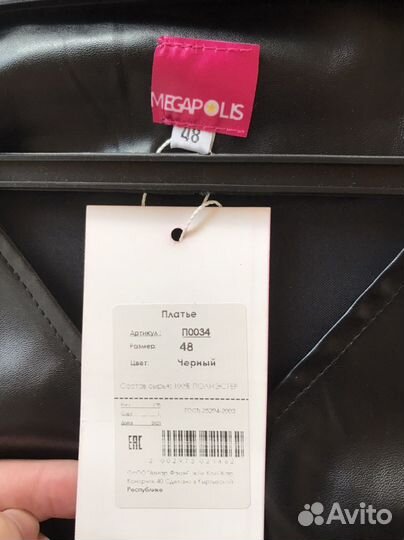 MEGAPOLIS
48
Платье
Артикул: П0034
Размер: 48
Цвет: Черный
Состав сырья: 100% ПОЛИЭСТЕР
ГОСТ 25294-2003
EAC
Республике
Avito